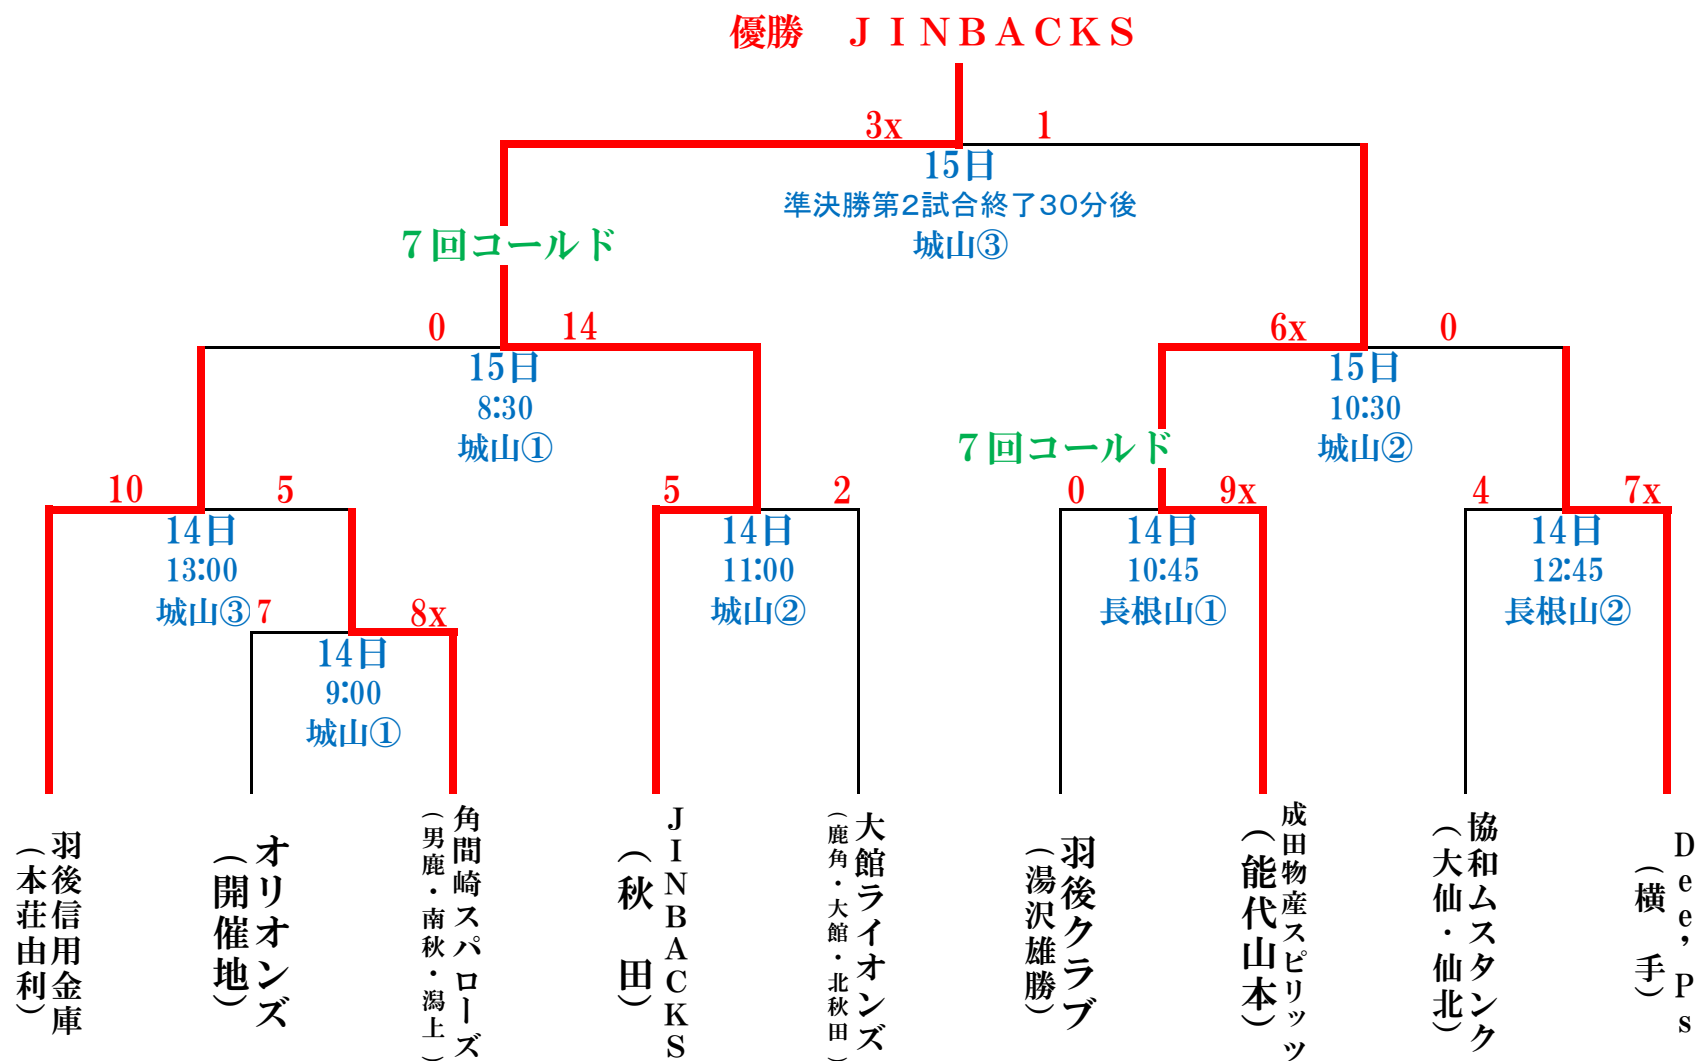 優勝　ＪＩＮＢＡＣＫＳ
3x
1
15日
準決勝第2試合終了30分後
城山③
７回コールド
0
14
15日
8:30
城山①
6x
0
15日
10:30
城山②
７回コールド
10
5
14日
13:00
城山③
5
2
14日
11:00
城山②
0
9x
14日
10:45
長根山①
4
7x
14日
12:45
長根山②
7
8x
14日
9:00
城山①
羽後信用金庫
（本荘由利）
オリオンズ
（開催地）
角間崎スパローズ
（男鹿・南秋・潟上）
ＪＩＮＢＡＣＫＳ
（秋　田）
大館ライオンズ
（鹿角・大館・北秋田）
羽後クラブ
（湯沢雄勝）
成田物産スピリッツ
（能代山本）
協和ムスタンク
（大仙・仙北）
Ｄｅｅ’Ｐｓ
（横　手）